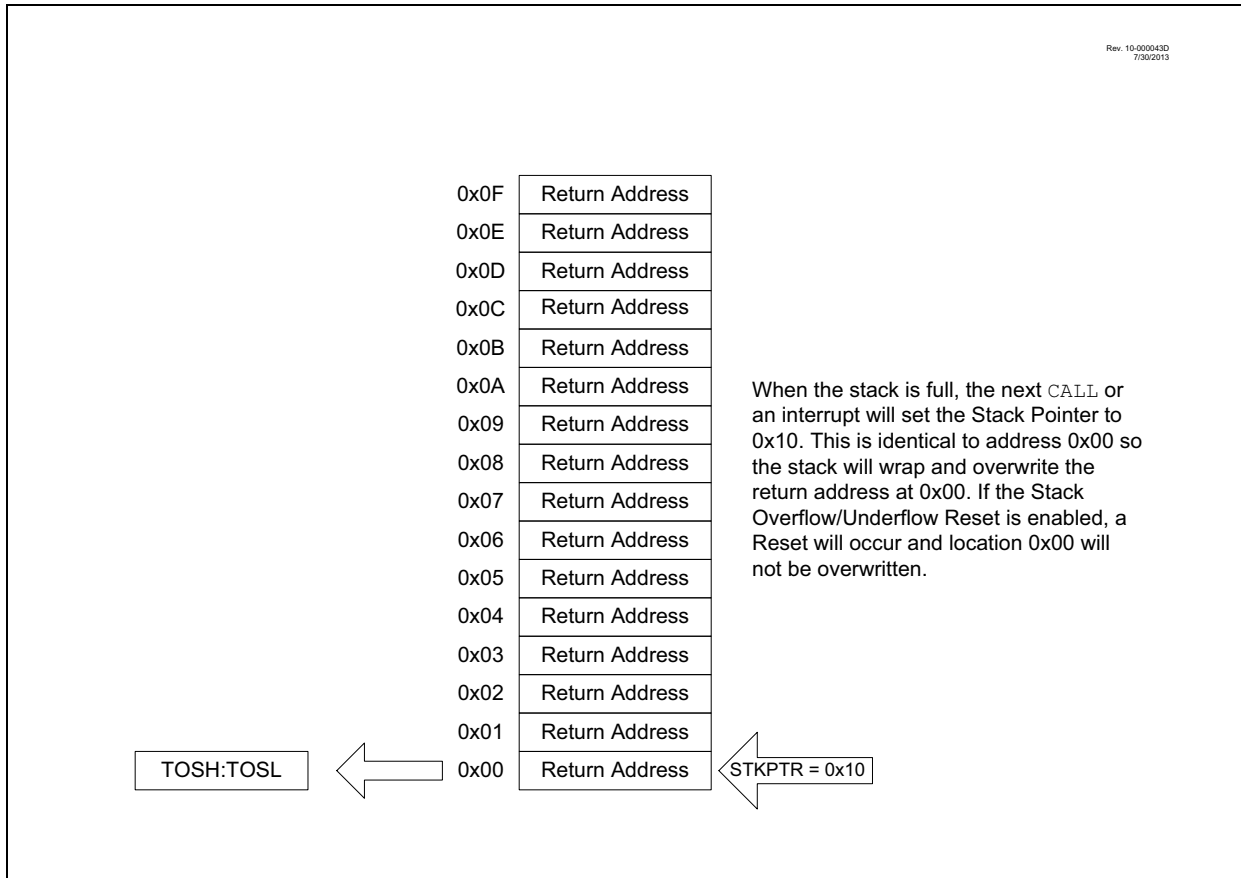 Rev. 10-000043D
7/30/2013
0x0F Return Address
0x0E Return Address
0x0D Return Address
0x0C Return Address
0x0B Return Address
0x0A Return Address
0x09 Return Address
0x08 Return Address
0x07 Return Address
0x06 Return Address
0x05 Return Address
0x04 Return Address
0x03 Return Address
0x02 Return Address
0x01 Return Address
TOSH:TOSL 0x00 Return Address STKPTR = 0x10
When the stack is full, the next CALL or
an interrupt will set the Stack Pointer to
0x10. This is identical to address 0x00 so
the stack will wrap and overwrite the
return address at 0x00. If the Stack
Overflow/Underflow Reset is enabled, a
Reset will occur and location 0x00 will
not be overwritten.